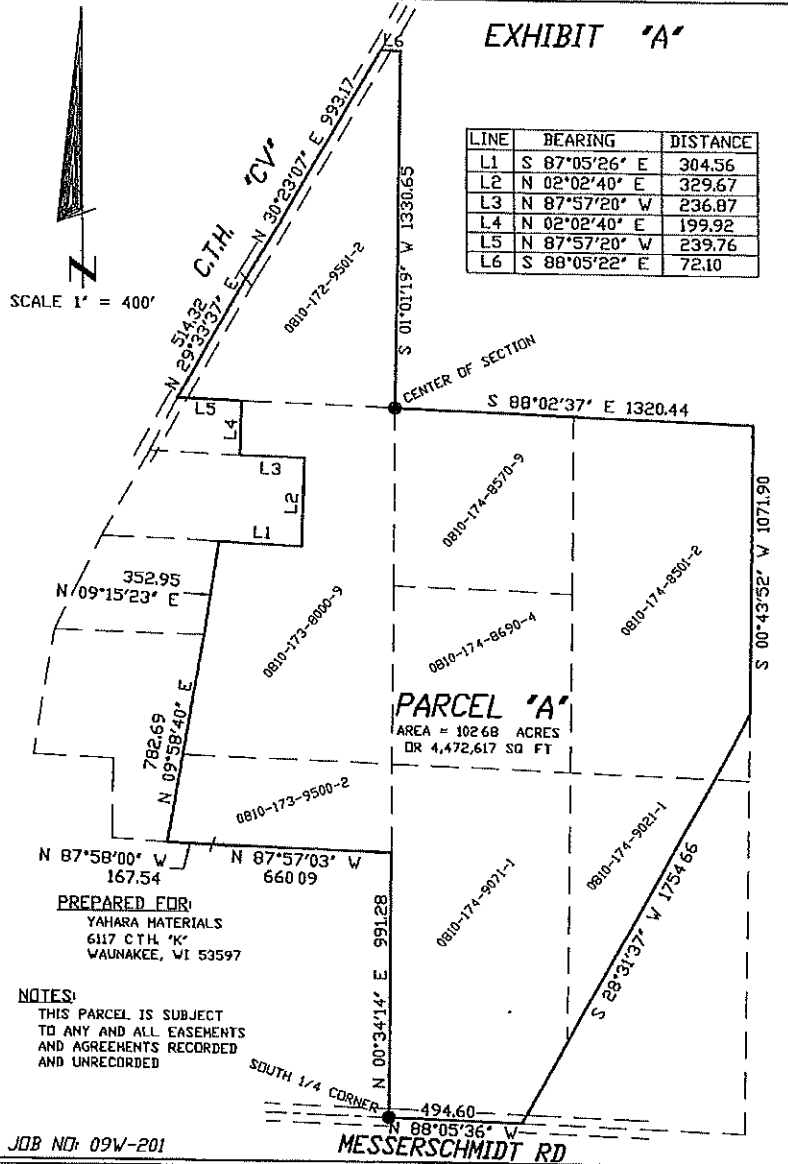 EXHIBIT "A"
LINE BEARING DISTANCE
L1 S 87°05'26" E 304.56
L2 N 02°02'40" E 329.67
L3 N 87°57'20" W 236.87
L4 N 02°02'40" E 199.92
L5 N 87°57'20" W 239.76
L6 S 88°05'22" E 72.10
N
SCALE 1" = 400'
L6
C.T.H. "CV"
N 30°23'07" E 993.17
514.32
N 29°33'37" E
0810-172-9501-2
S 01°01'19" W 1330.65
CENTER OF SECTION
S 88°02'37" E 1320.44
L5
L4
L3
L2
L1
352.95
N 09°15'23" E
0810-173-8000-9
0810-174-8570-9
0810-174-8501-2
0810-174-8690-4
S 00°43'52" W 1071.90
PARCEL "A"
AREA = 102.68 ACRES
OR 4,472,617 SQ FT
782.69
N 09°58'40" E
0810-173-9500-2
N 87°58'00" W
167.54
N 87°57'03" W
660 09
0810-174-9071-1
0810-174-9021-1
S 28°31'37" W 1754 66
N 00°34'14" E 991.28
PREPARED FOR:
YAHARA MATERIALS
6117 C T H. "K"
WAUNAKEE, WI 53597
NOTES:
THIS PARCEL IS SUBJECT
TO ANY AND ALL EASEMENTS
AND AGREEMENTS RECORDED
AND UNRECORDED
SOUTH 1/4 CORNER
494.60
N 88°05'36" W
MESSERSCHMIDT RD
JOB NO: 09W-201